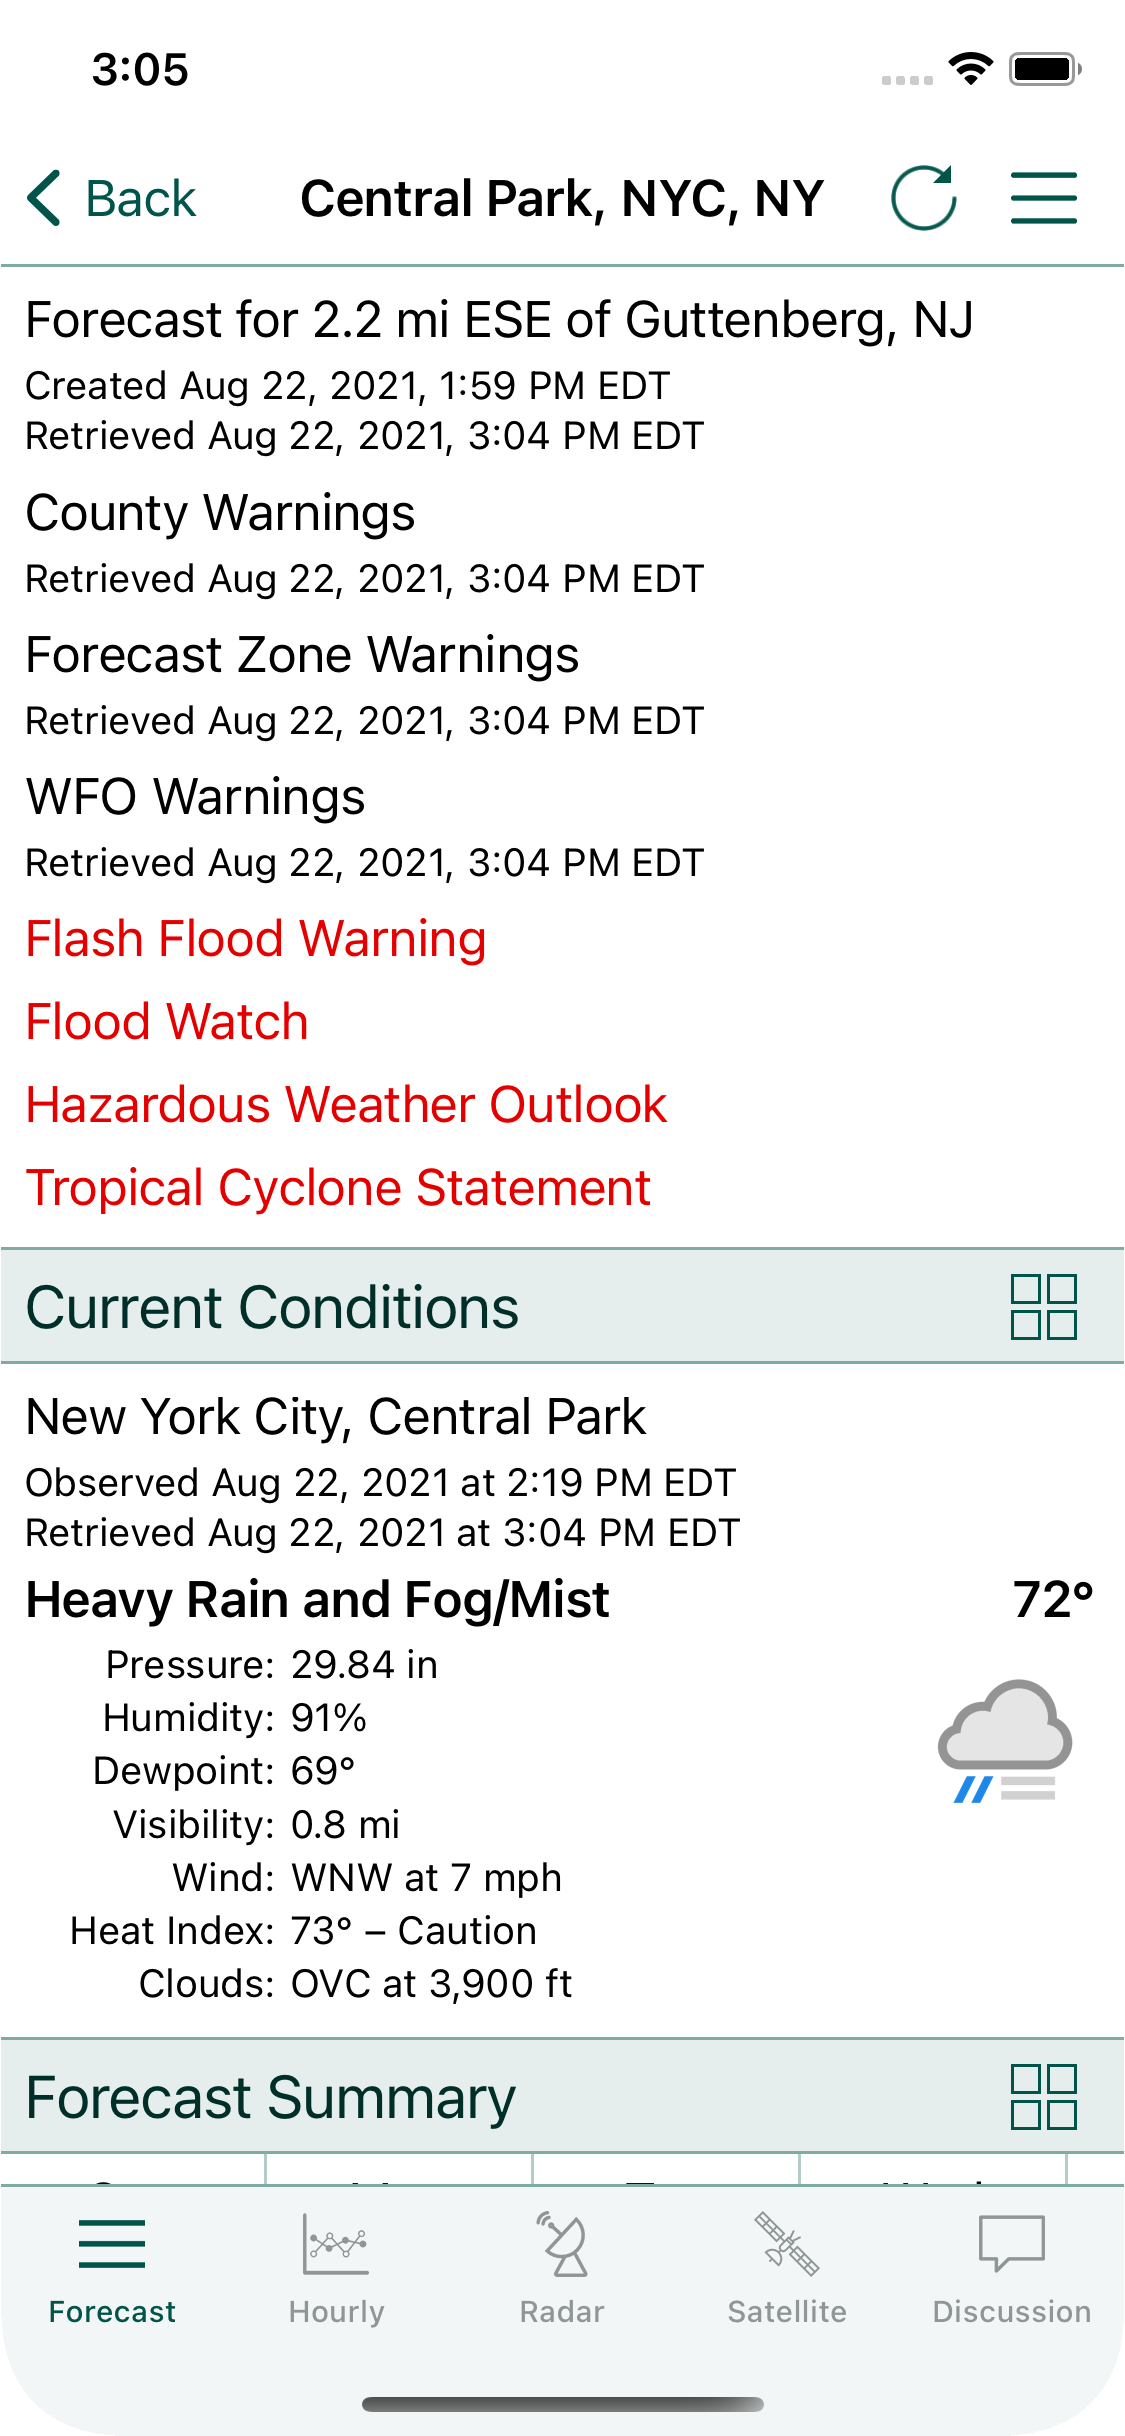 3:05
Back
Central Park, NYC, NY
Forecast for 2.2 mi ESE of Guttenberg, NJ
Created Aug 22, 2021, 1:59 PM EDT
Retrieved Aug 22, 2021, 3:04 PM EDT
County Warnings
Retrieved Aug 22, 2021, 3:04 PM EDT
Forecast Zone Warnings
Retrieved Aug 22, 2021, 3:04 PM EDT
WFO Warnings
Retrieved Aug 22, 2021, 3:04 PM EDT
Flash Flood Warning
Flood Watch
Hazardous Weather Outlook
Tropical Cyclone Statement
Current Conditions
New York City, Central Park
Observed Aug 22, 2021 at 2:19 PM EDT
Retrieved Aug 22, 2021 at 3:04 PM EDT
Heavy Rain and Fog/Mist 72°
Pressure: 29.84 in
Humidity: 91%
Dewpoint: 69°
Visibility: 0.8 mi
Wind: WNW at 7 mph
Heat Index: 73° – Caution
Clouds: OVC at 3,900 ft
Forecast Summary
Forecast
Hourly
Radar
Satellite
Discussion